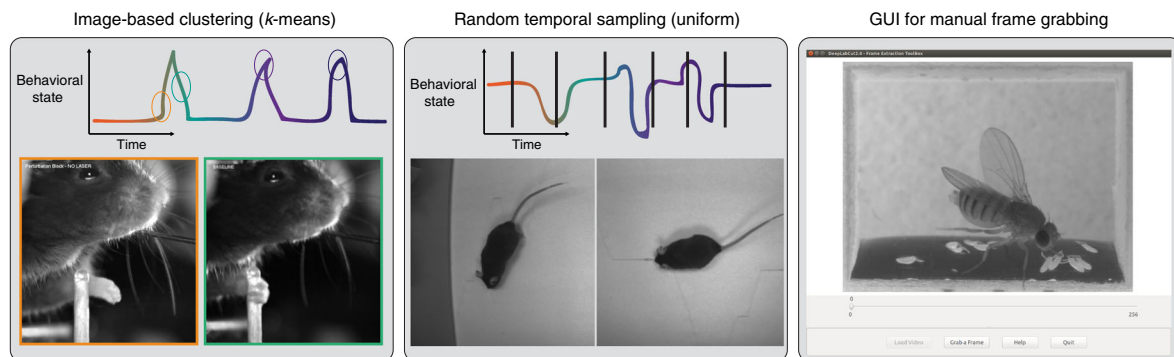 Image-based clustering (k-means)
Random temporal sampling (uniform)
GUI for manual frame grabbing
Behavioral
state
Time
Perturbation Block - NO LASER
BASELINE
Behavioral
state
Time
DeepLabCut2.0 - Frame Extraction ToolBox
0
0
256
Load Video
Grab a Frame
Help
Quit